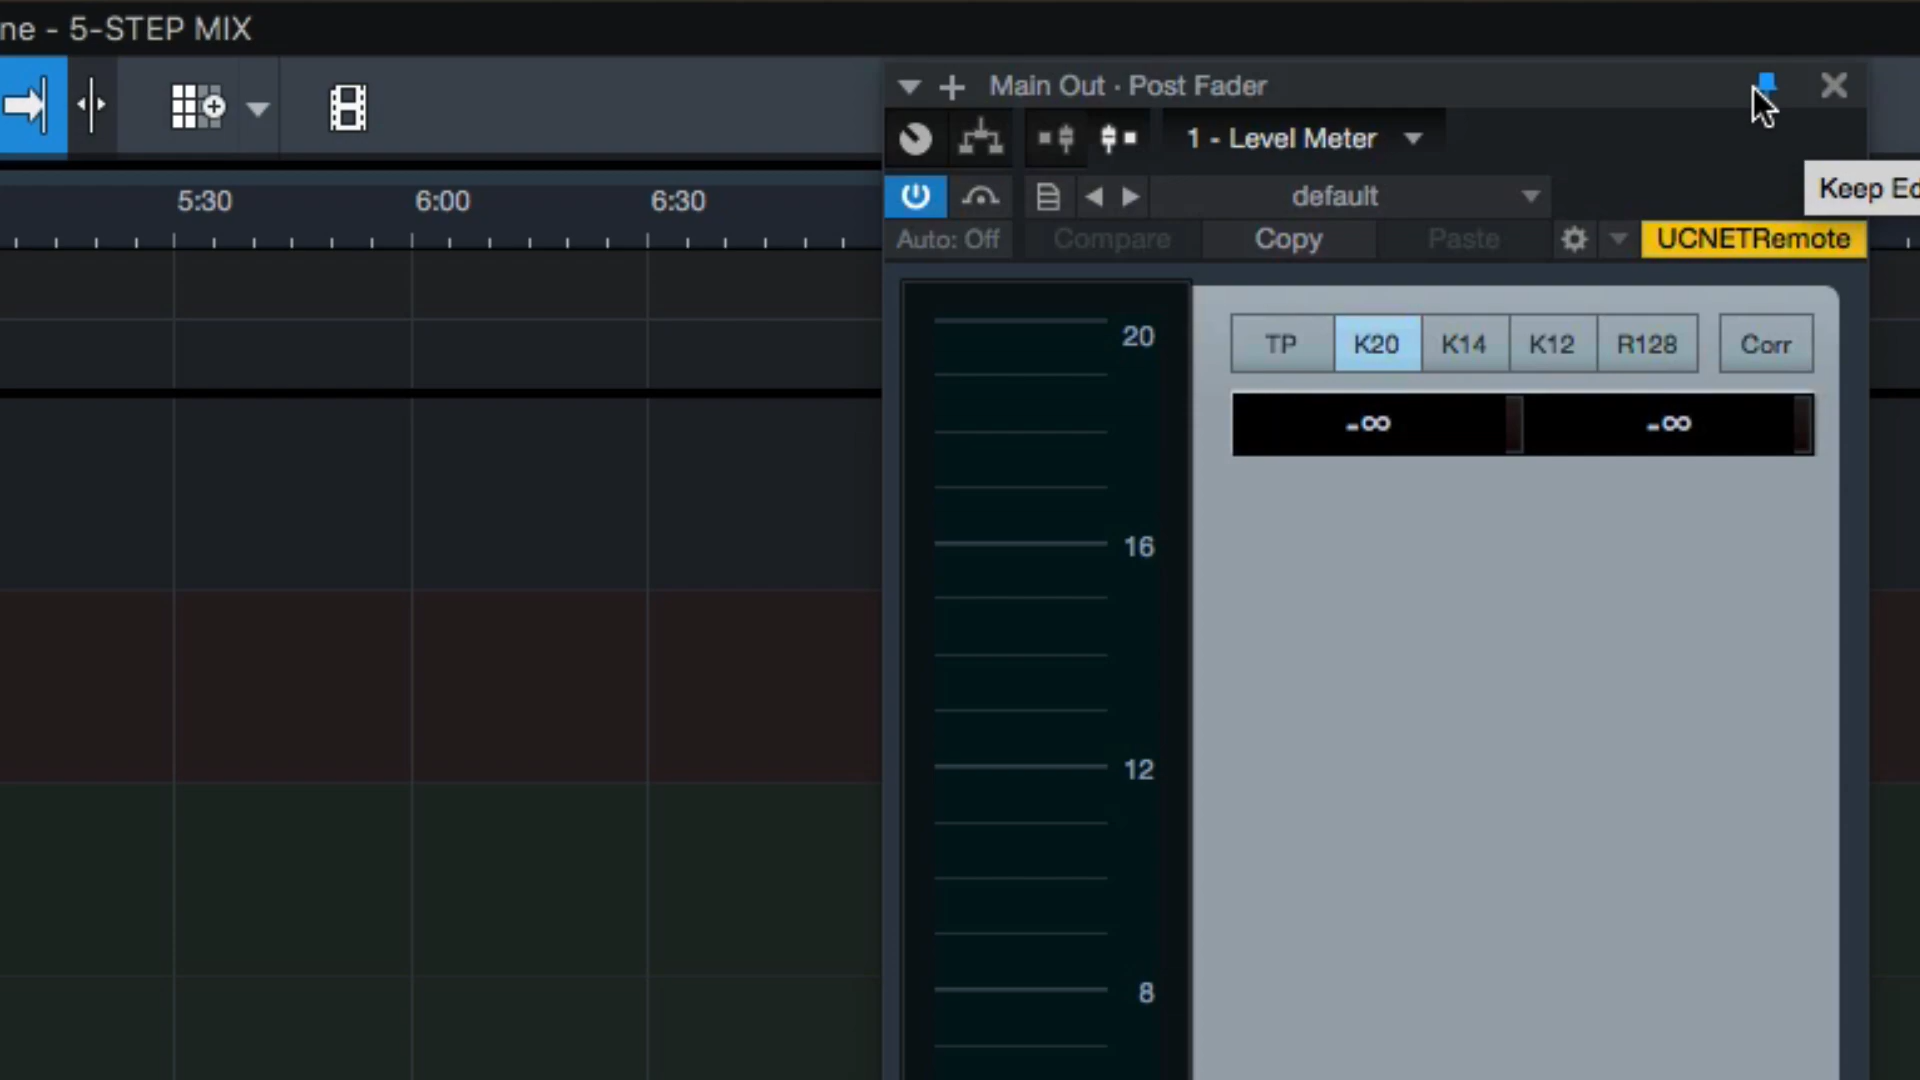 ne - 5-STEP MIX
Main Out · Post Fader
1 - Level Meter
5:30 6:00 6:30
default
Keep Ed
Auto: Off Compare Copy Paste UCNETRemote
20
TP K20 K14 K12 R128 Corr
-∞ -∞
16
12
8